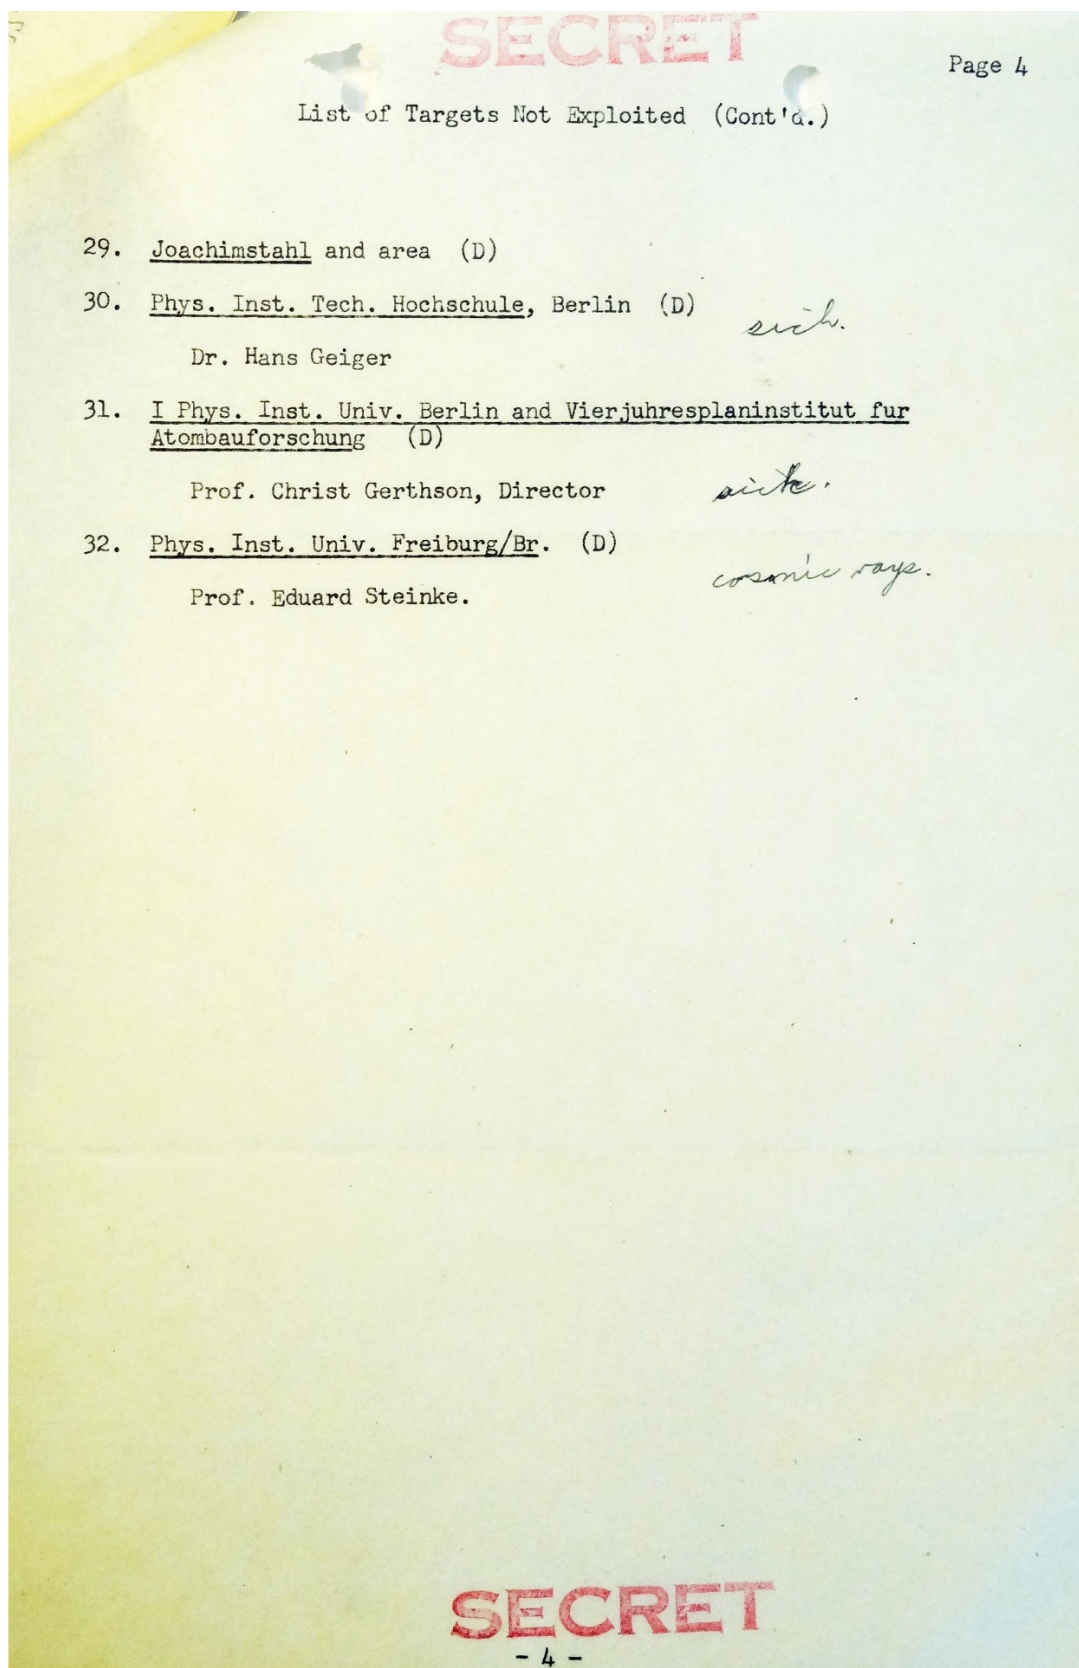 SECRET
Page 4
List of Targets Not Exploited (Cont'd.)
29. Joachimstahl and area (D)
30. Phys. Inst. Tech. Hochschule, Berlin (D)
sick.
Dr. Hans Geiger
31. I Phys. Inst. Univ. Berlin and Vierjuhresplaninstitut fur
Atombauforschung (D)
Prof. Christ Gerthson, Director
sick.
32. Phys. Inst. Univ. Freiburg/Br. (D)
cosmic rays.
Prof. Eduard Steinke.
SECRET
- 4 -